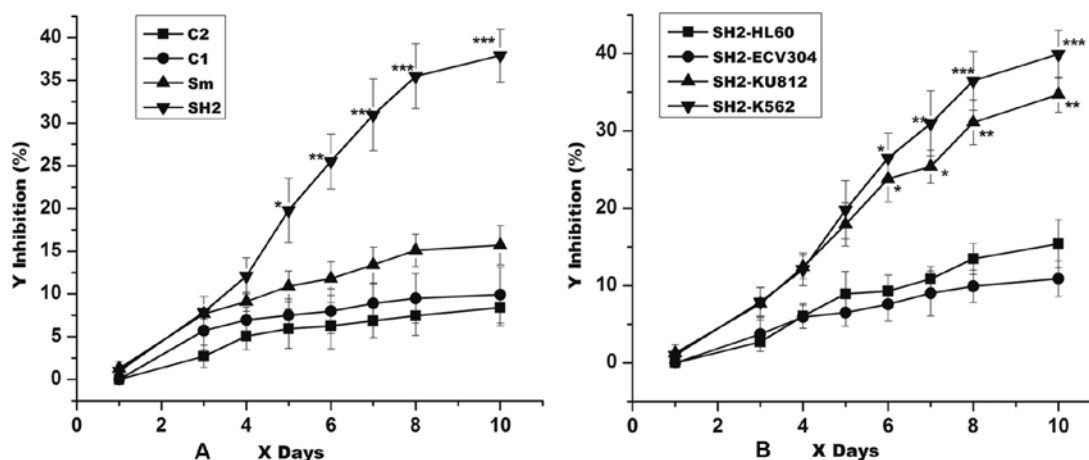 40
35
30
25
20
15
10
5
0
Y Inhibition (%)
C2
C1
Sm
SH2
*
**
***
***
***
0 2 4 6 8 10
A X Days
40
30
20
10
0
Y Inhibition (%)
SH2-HL60
SH2-ECV304
SH2-KU812
SH2-K562
*
**
***
***
*
*
**
**
0 2 4 6 8 10
B X Days